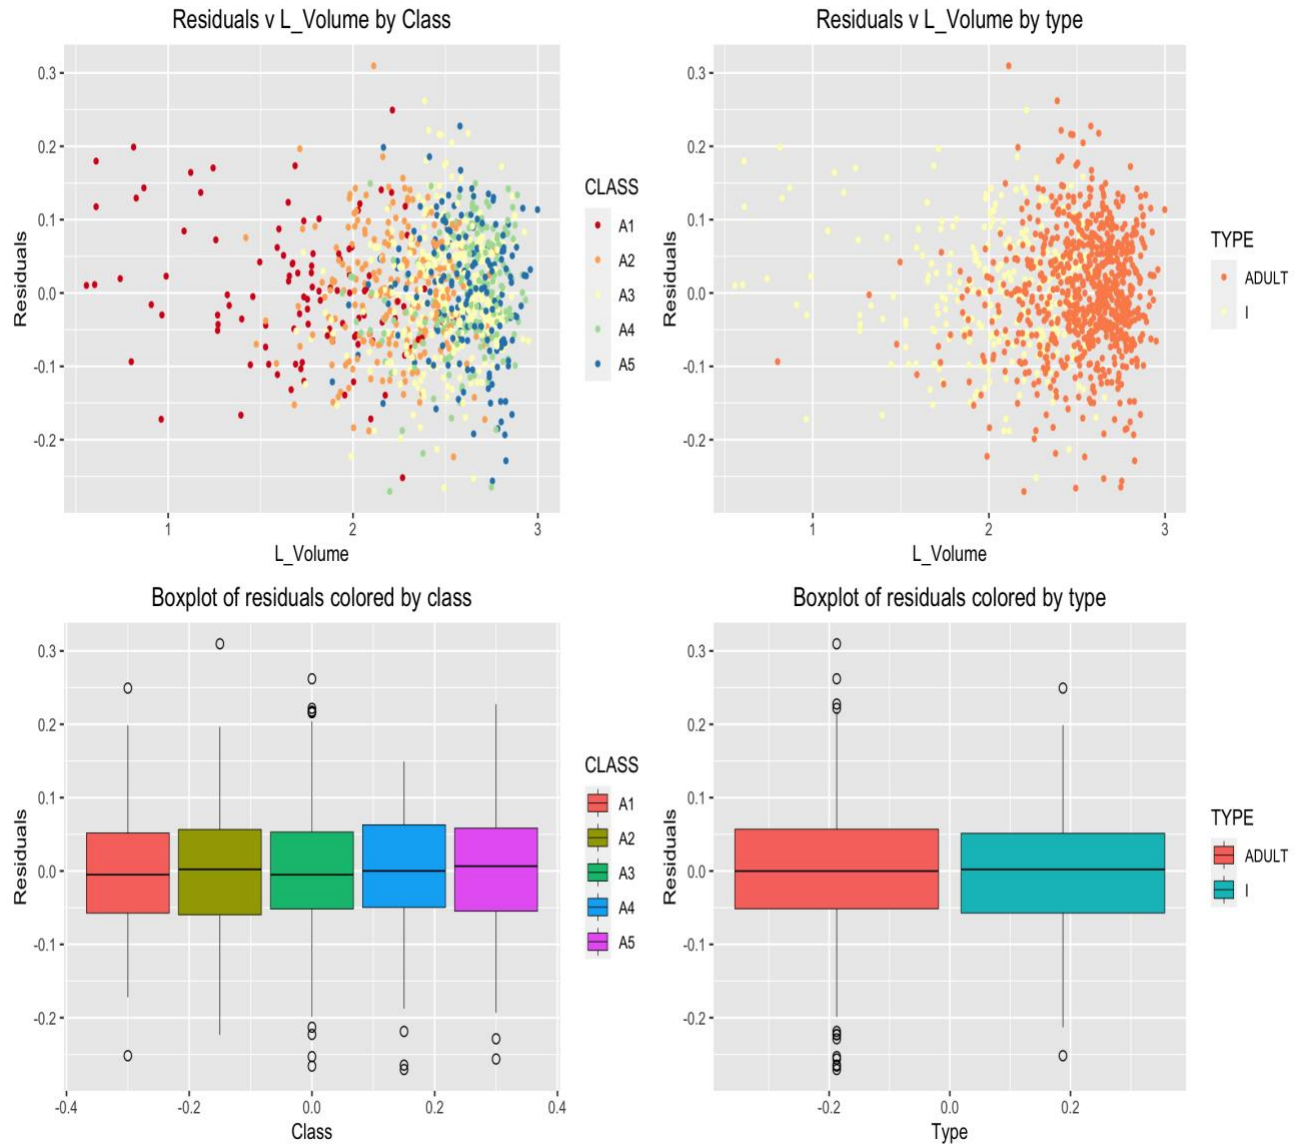 Residuals v L_Volume by Class
0.3
0.2
0.1
0.0
-0.1
-0.2
Residuals
1
2
3
L_Volume
CLASS
A1
A2
A3
A4
A5
Residuals v L_Volume by type
0.3
0.2
0.1
0.0
-0.1
-0.2
Residuals
1
2
3
L_Volume
TYPE
ADULT
I
Boxplot of residuals colored by class
0.3
0.2
0.1
0.0
-0.1
-0.2
Residuals
-0.4
-0.2
0.0
0.2
0.4
Class
CLASS
A1
A2
A3
A4
A5
Boxplot of residuals colored by type
0.3
0.2
0.1
0.0
-0.1
-0.2
Residuals
-0.2
0.0
0.2
Type
TYPE
ADULT
I